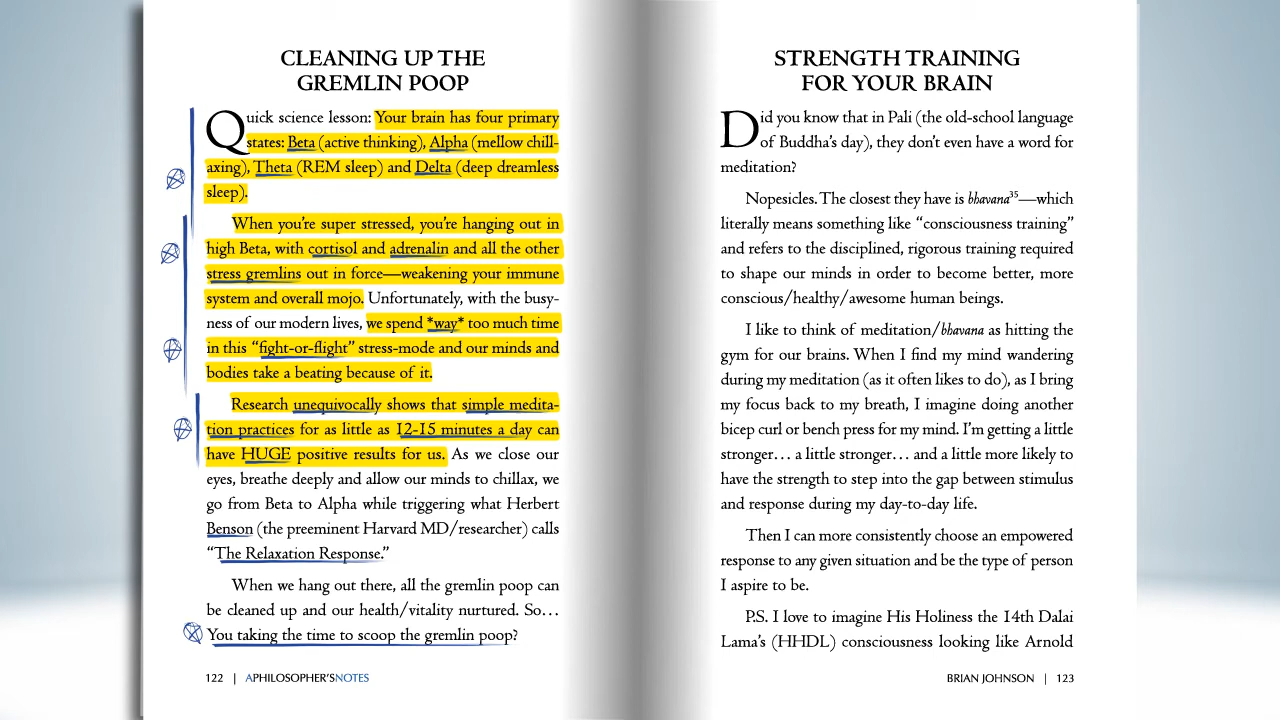 CLEANING UP THE
GREMLIN POOP
Quick science lesson: Your brain has four primary
states: Beta (active thinking), Alpha (mellow chill-
axing), Theta (REM sleep) and Delta (deep dreamless
sleep).
When you're super stressed, you're hanging out in
high Beta, with cortisol and adrenalin and all the other
stress gremlins out in force—weakening your immune
system and overall mojo. Unfortunately, with the busy-
ness of our modern lives, we spend *way* too much time
in this “fight-or-flight” stress-mode and our minds and
bodies take a beating because of it.
Research unequivocally shows that simple medita-
tion practices for as little as 12-15 minutes a day can
have HUGE positive results for us. As we close our
eyes, breathe deeply and allow our minds to chillax, we
go from Beta to Alpha while triggering what Herbert
Benson (the preeminent Harvard MD/researcher) calls
“The Relaxation Response.”
When we hang out there, all the gremlin poop can
be cleaned up and our health/vitality nurtured. So…
You taking the time to scoop the gremlin poop?
122 | APHILOSOPHER'SNOTES
STRENGTH TRAINING
FOR YOUR BRAIN
Did you know that in Pali (the old-school language
of Buddha's day), they don't even have a word for
meditation?
Nopesicles. The closest they have is bhavana³⁵—which
literally means something like “consciousness training”
and refers to the disciplined, rigorous training required
to shape our minds in order to become better, more
conscious/healthy/awesome human beings.
I like to think of meditation/bhavana as hitting the
gym for our brains. When I find my mind wandering
during my meditation (as it often likes to do), as I bring
my focus back to my breath, I imagine doing another
bicep curl or bench press for my mind. I'm getting a little
stronger… a little stronger… and a little more likely to
have the strength to step into the gap between stimulus
and response during my day-to-day life.
Then I can more consistently choose an empowered
response to any given situation and be the type of person
I aspire to be.
P.S. I love to imagine His Holiness the 14th Dalai
Lama's (HHDL) consciousness looking like Arnold
BRIAN JOHNSON | 123